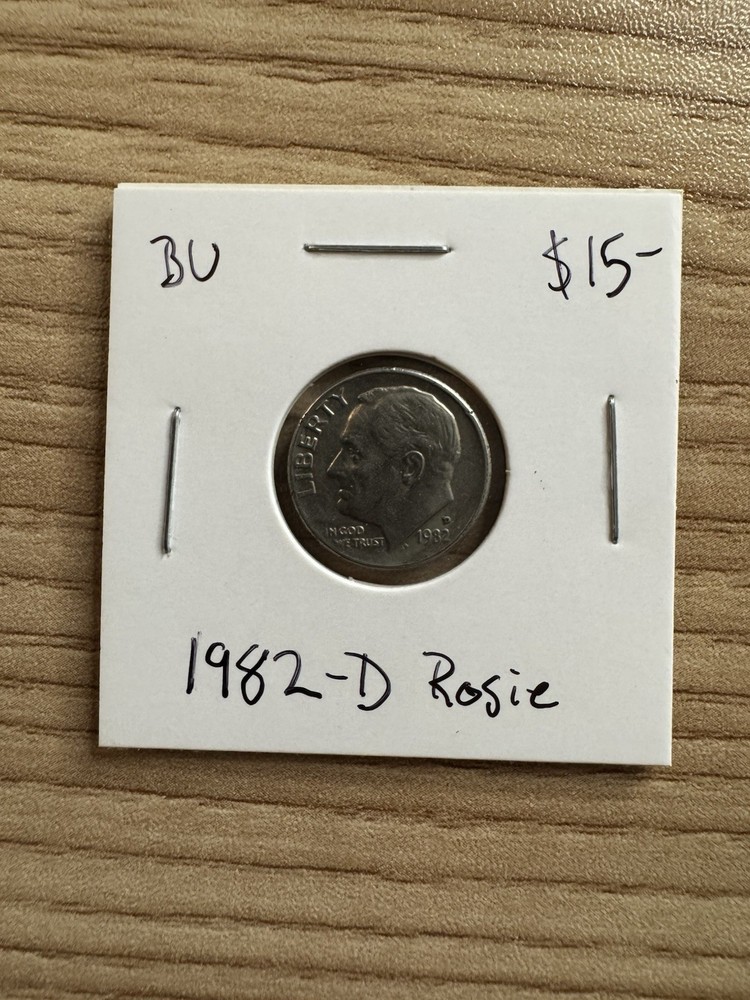 BU $15-
LIBERTY
IN GOD
WE TRUST
D
1982
1982-D Rosie